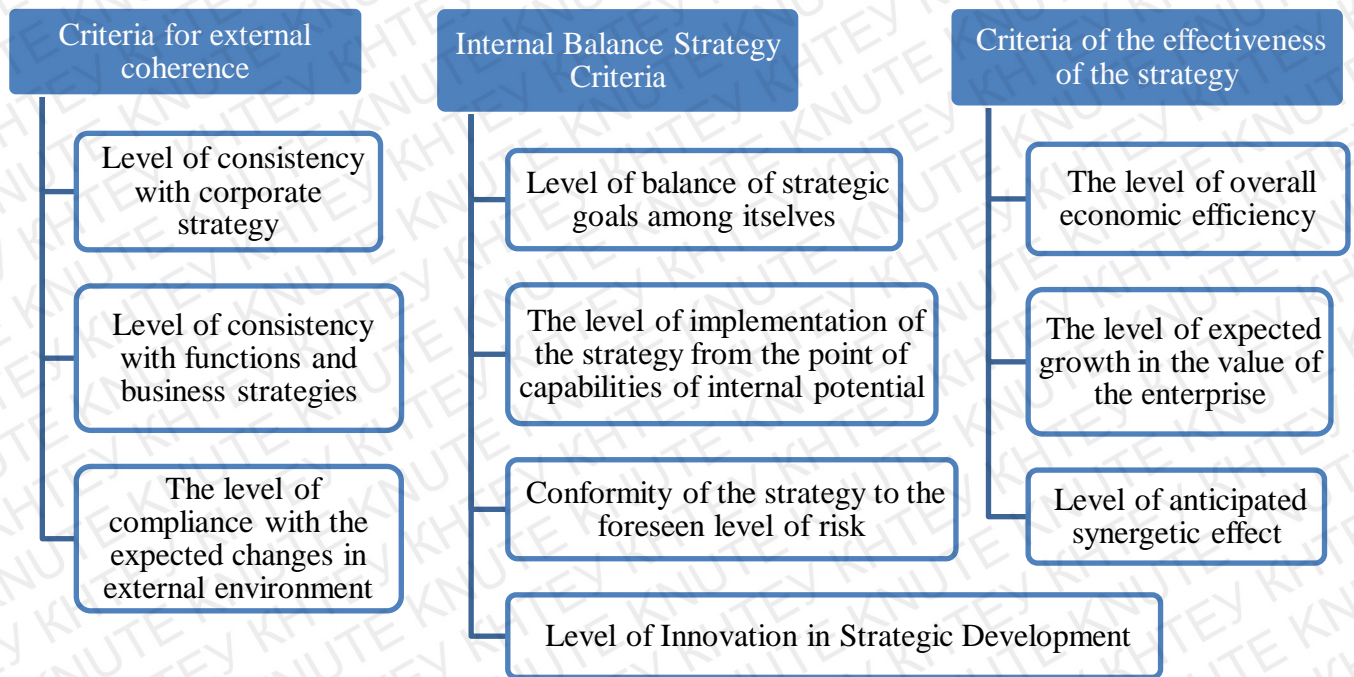 Criteria for external
coherence
Level of consistency
with corporate
strategy
Level of consistency
with functions and
business strategies
The level of
compliance with the
expected changes in
external environment
Internal Balance Strategy
Criteria
Level of balance of strategic
goals among itselves
The level of implementation of
the strategy from the point of
capabilities of internal potential
Conformity of the strategy to the
foreseen level of risk
Level of Innovation in Strategic Development
Criteria of the effectiveness
of the strategy
The level of overall
economic efficiency
The level of expected
growth in the value of
the enterprise
Level of anticipated
synergetic effect
KNUTE КНТЕУ